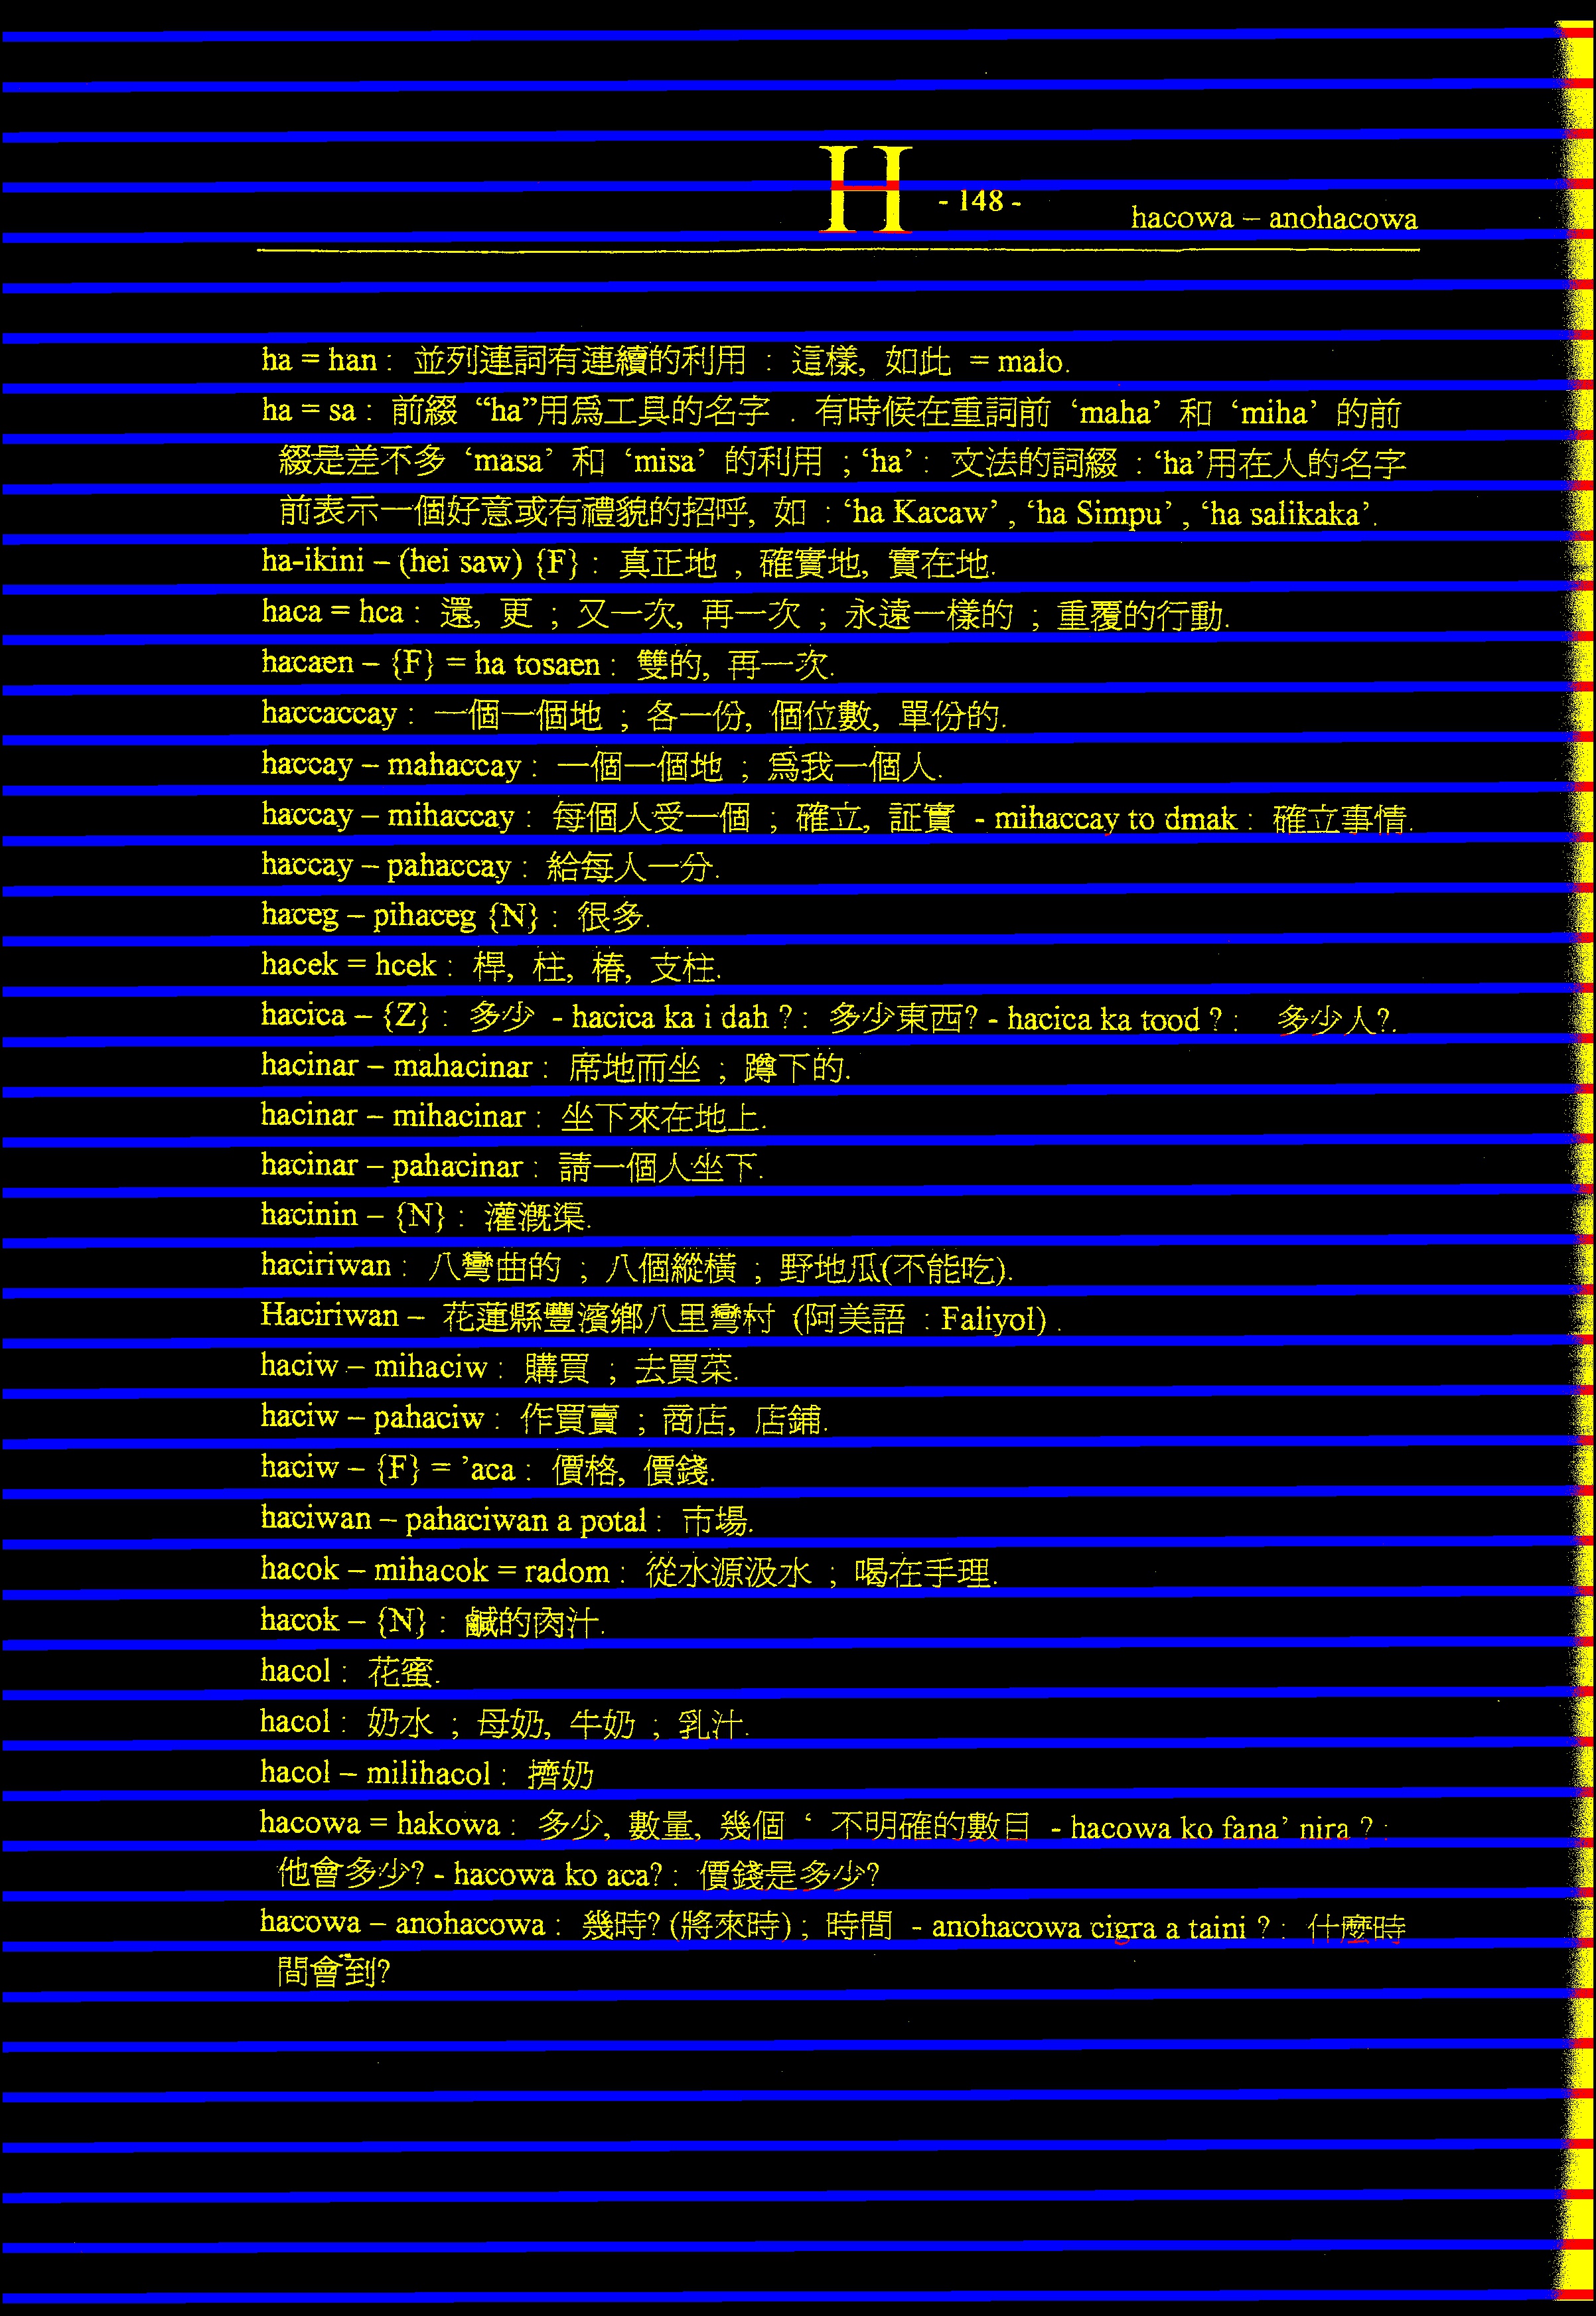 H - 148 - hacowa – anohacowa
ha = han : 並列連詞有連續的利用 : 這樣, 如此 = malo.
ha = sa : 前綴 “ha”用爲工具的名字 . 有時候在重詞前 ‘maha’ 和 ‘miha’ 的前
綴是差不多 ‘masa’ 和 ‘misa’ 的利用 ; ‘ha’ : 文法的詞綴 : ‘ha’用在人的名字
前表示一個好意或有禮貌的招呼, 如 : ‘ha Kacaw’ , ‘ha Simpu’ , ‘ha salikaka’.
ha-ikini – (hei saw) {F} : 真正地 , 確實地, 實在地.
haca = hca : 還, 更 ; 又一次, 再一次 ; 永遠一樣的 ; 重覆的行動.
hacaen – {F} = ha tosaen : 雙的, 再一次.
haccaccay : 一個一個地 ; 各一份, 個位數, 單份的.
haccay – mahaccay : 一個一個地 ; 爲我一個人.
haccay – mihaccay : 每個人受一個 ; 確立, 証實 - mihaccay to dmak : 確立事情.
haccay – pahaccay : 給每人一分.
haceg – pihaceg {N} : 很多.
hacek = hcek : 桿, 柱, 樁, 支柱.
hacica – {Z} : 多少 - hacica ka i dah ? : 多少東西? - hacica ka tood ? : 多少人?.
hacinar – mahacinar : 席地而坐 ; 蹲下的.
hacinar – mihacinar : 坐下來在地上.
hacinar – pahacinar : 請一個人坐下.
hacinin – {N} : 灌漑渠.
haciriwan : 八彎曲的 ; 八個縱橫 ; 野地瓜(不能吃).
Haciriwan – 花蓮縣豐濱鄉八里彎村 (阿美語 : Faliyol) .
haciw – mihaciw : 購買 ; 去買菜.
haciw – pahaciw : 作買賣 ; 商店, 店鋪.
haciw – {F} = ’aca : 價格, 價錢.
haciwan – pahaciwan a potal : 市場.
hacok – mihacok = radom : 從水源汲水 ; 喝在手理.
hacok – {N} : 鹹的肉汁.
hacol : 花蜜.
hacol : 奶水 ; 母奶, 牛奶 ; 乳汁.
hacol – milihacol : 擠奶
hacowa = hakowa : 多少, 數量, 幾個 ‘ 不明確的數目 - hacowa ko fana’ nira ? :
他會多少? - hacowa ko aca? : 價錢是多少?
hacowa – anohacowa : 幾時? (將來時) ; 時間 - anohacowa cigra a taini ? : 什麼時
間會到?